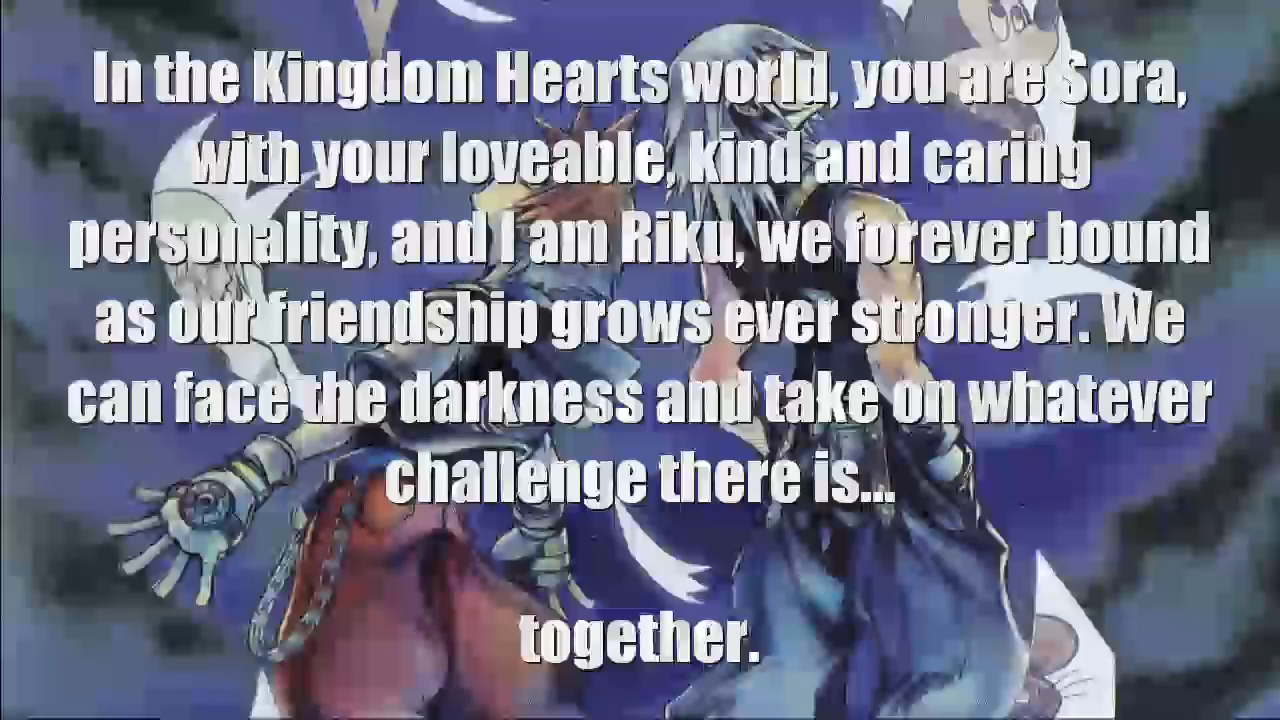 In the Kingdom Hearts world, you are Sora,
with your loveable, kind and caring
personality, and I am Riku, we forever bound
as our friendship grows ever stronger. We
can face the darkness and take on whatever
challenge there is...
together.